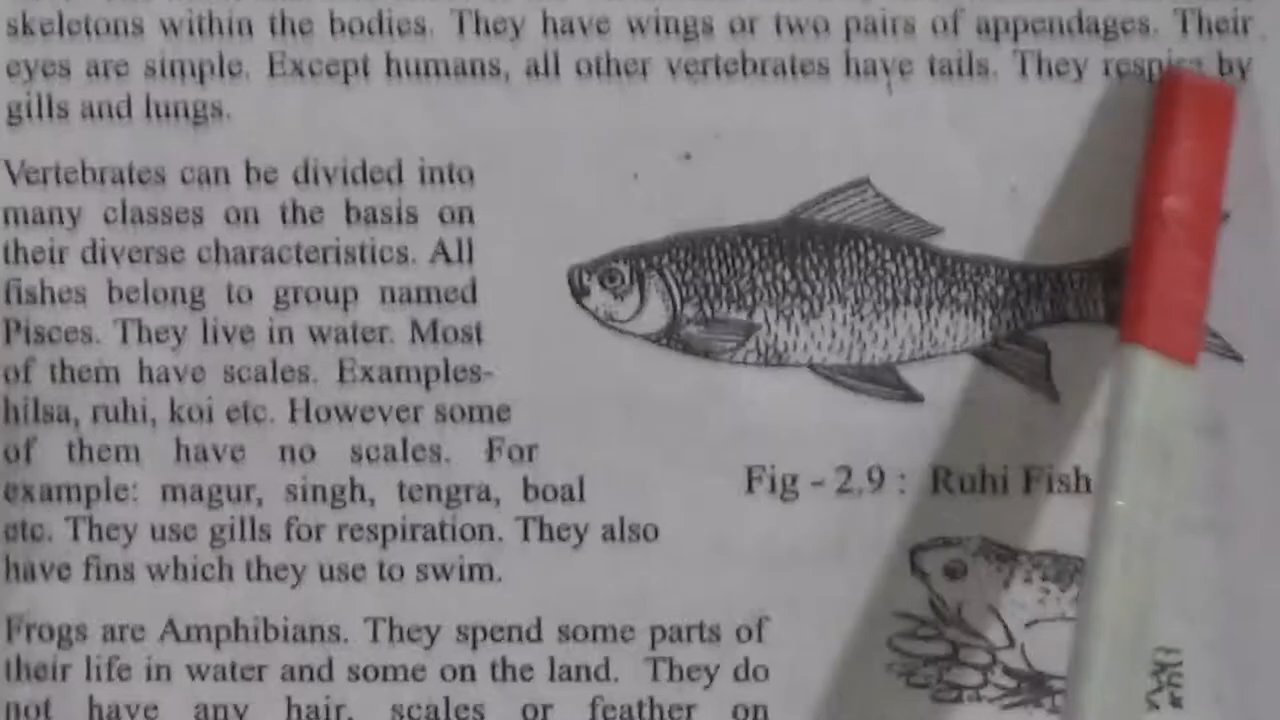 skeletons within the bodies. They have wings or two pairs of appendages. Their
eyes are simple. Except humans, all other vertebrates have tails. They respire by
gills and lungs.
Vertebrates can be divided into
many classes on the basis on
their diverse characteristics. All
fishes belong to group named
Pisces. They live in water. Most
of them have scales. Examples-
hilsa, ruhi, koi etc. However some
of them have no scales. For
example: magur, singh, tengra, boal
etc. They use gills for respiration. They also
have fins which they use to swim.
Fig - 2.9 : Ruhi Fish
Frogs are Amphibians. They spend some parts of
their life in water and some on the land. They do
not have any hair, scales or feather on